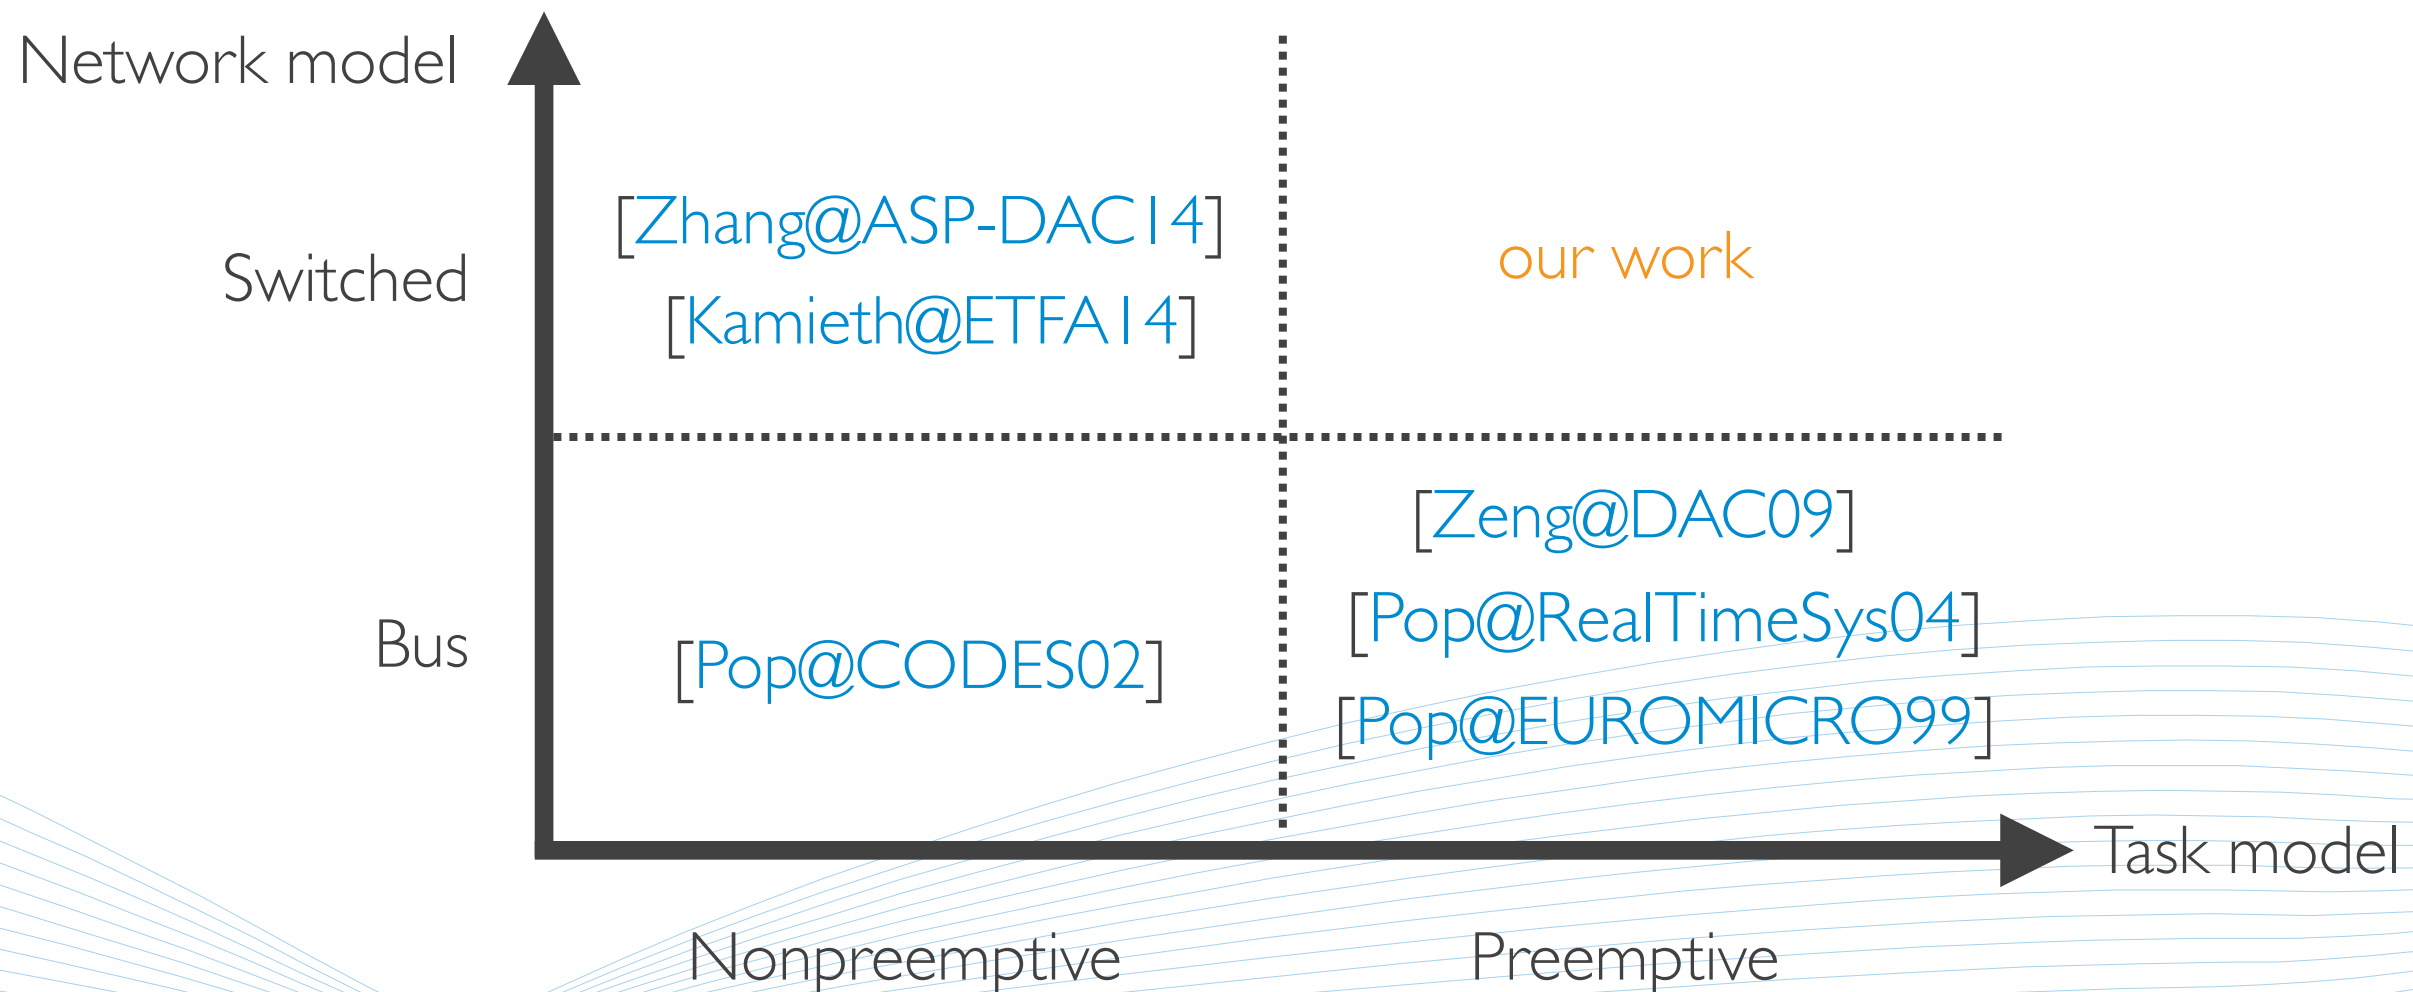 Network model
[Zhang@ASP-DAC14]
Switched
our work
[Kamieth@ETFA14]
[Zeng@DAC09]
[Pop@RealTimeSys04]
Bus
[Pop@CODES02]
[Pop@EUROMICRO99]
Task model
Nonpreemptive
Preemptive